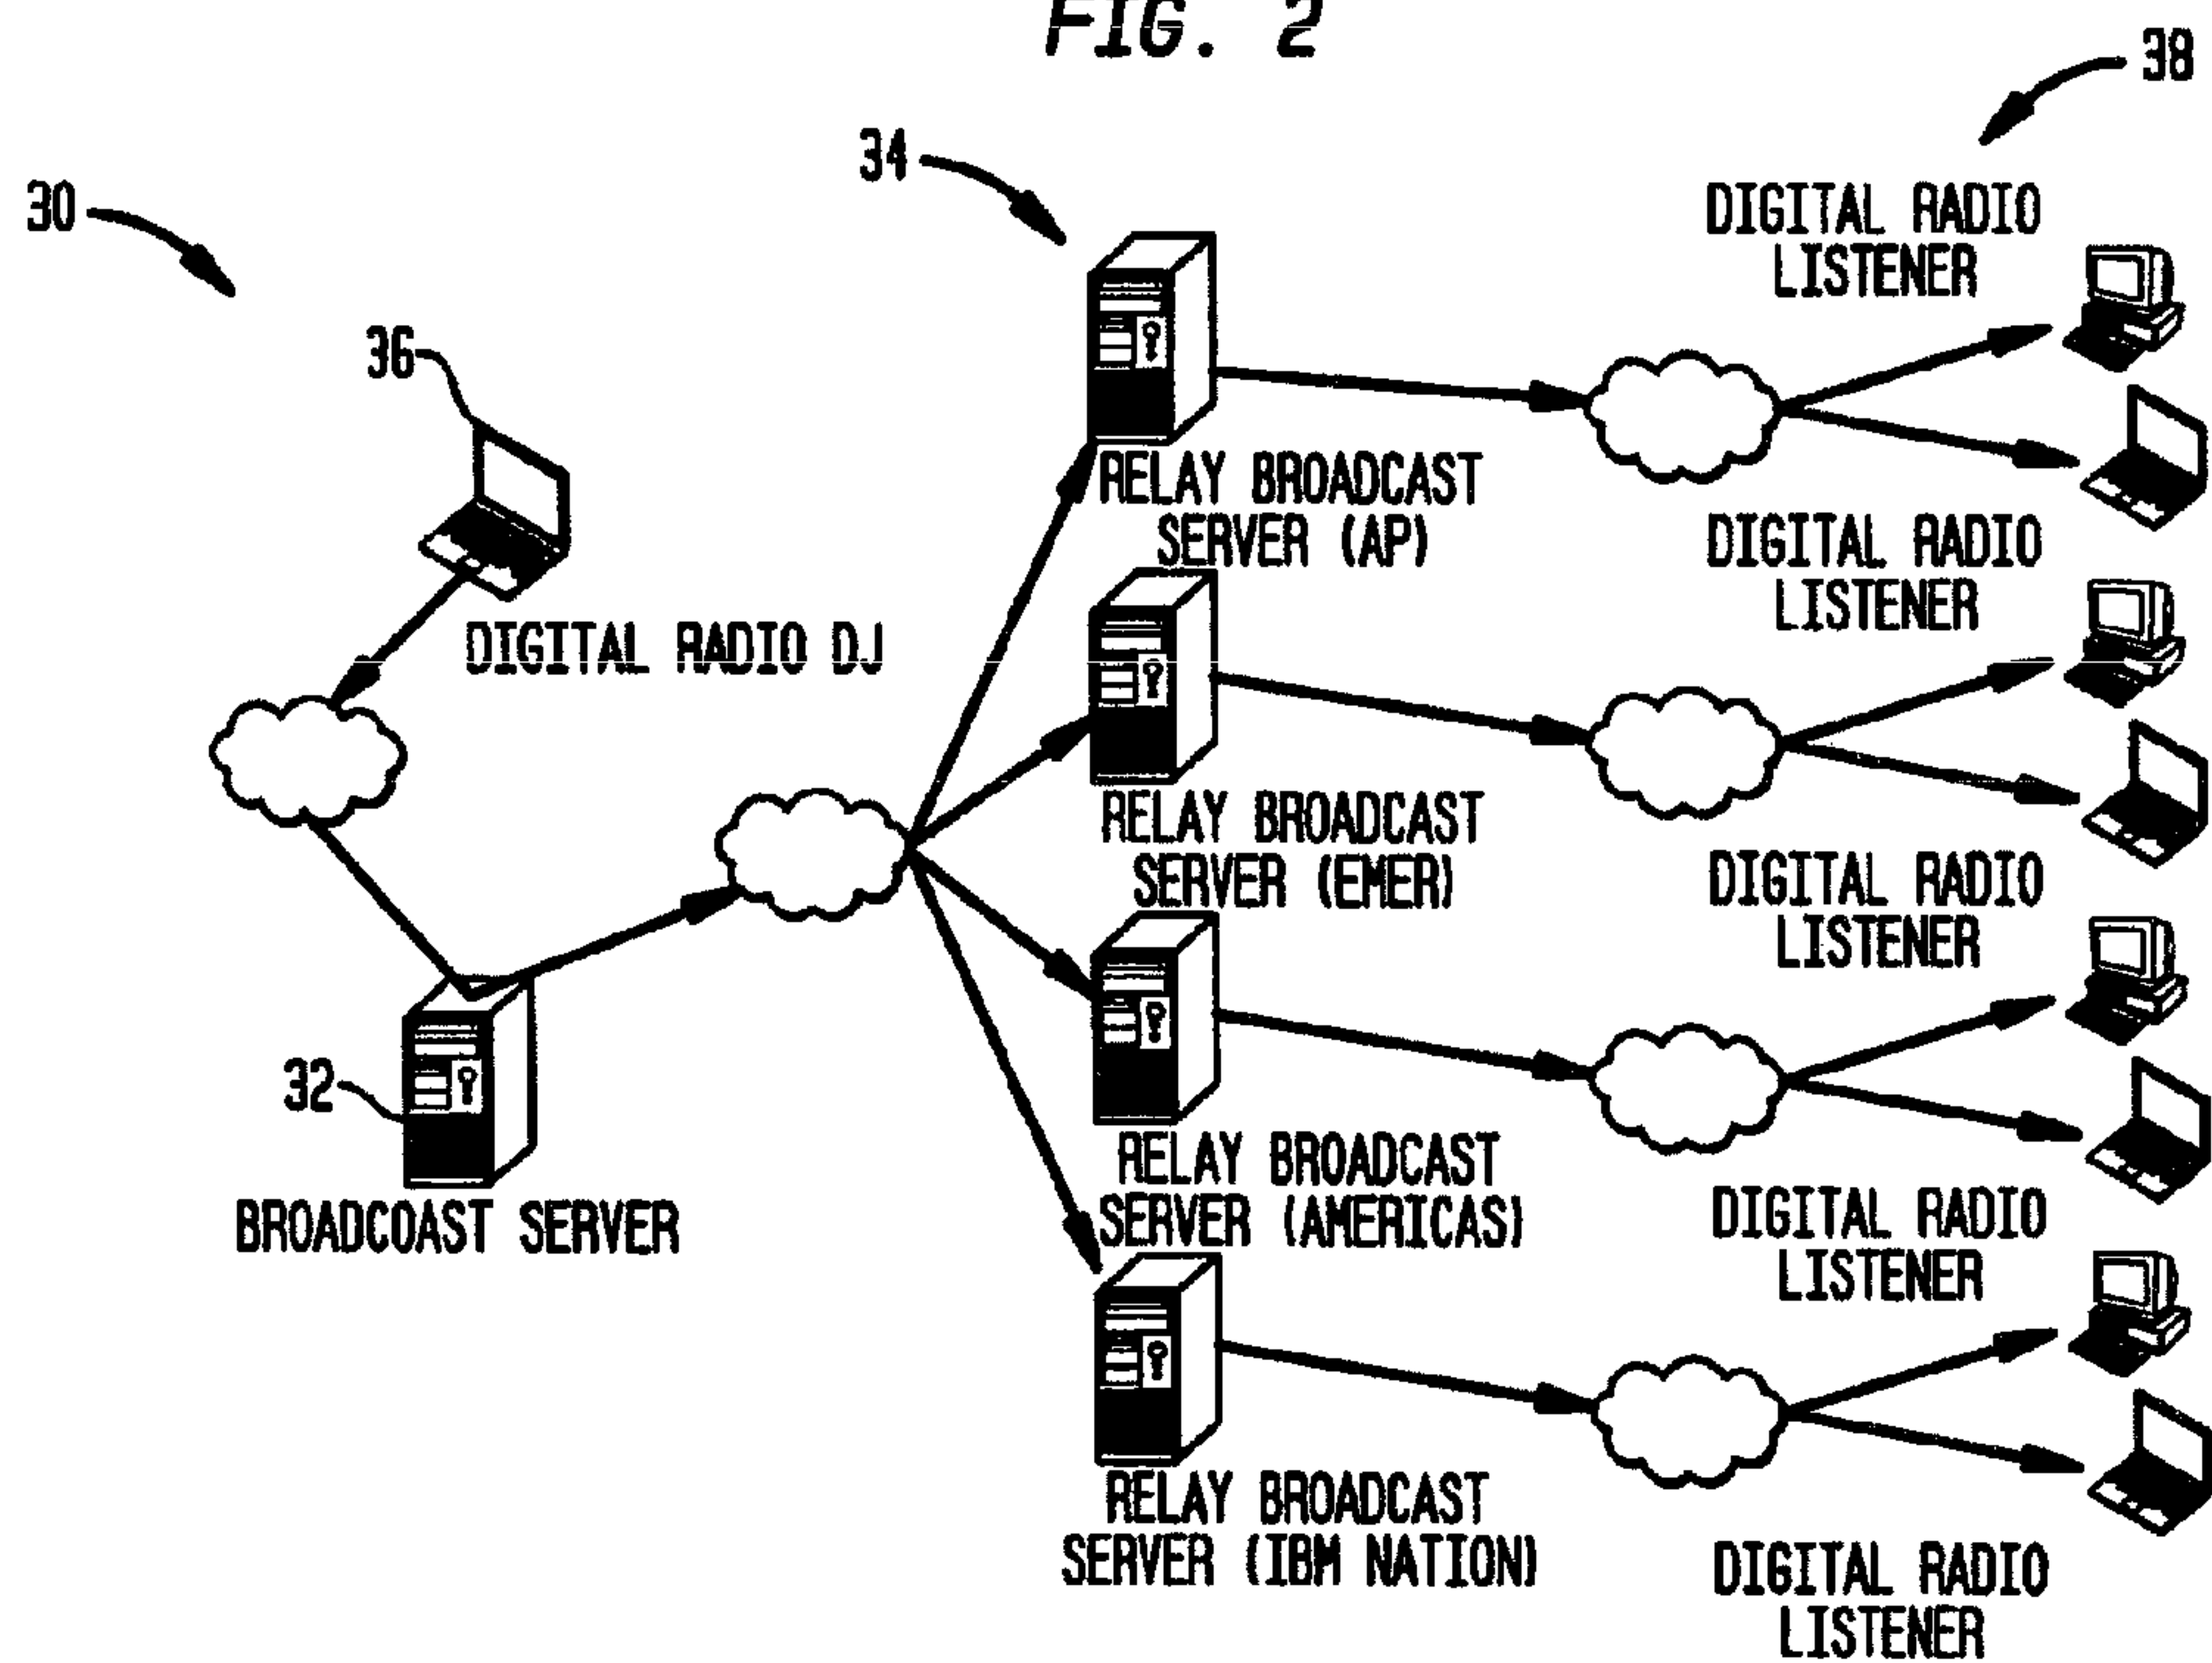 FIG. 2
38
34
30
DIGITAL RADIO
LISTENER
36
RELAY BROADCAST
SERVER (AP)
DIGITAL RADIO
LISTENER
DIGITAL RADIO DJ
RELAY BROADCAST
SERVER (EMER)
DIGITAL RADIO
LISTENER
32
RELAY BROADCAST
SERVER (AMERICAS)
BROADCOAST SERVER
DIGITAL RADIO
LISTENER
RELAY BROADCAST
SERVER (IBM NATION)
DIGITAL RADIO
LISTENER